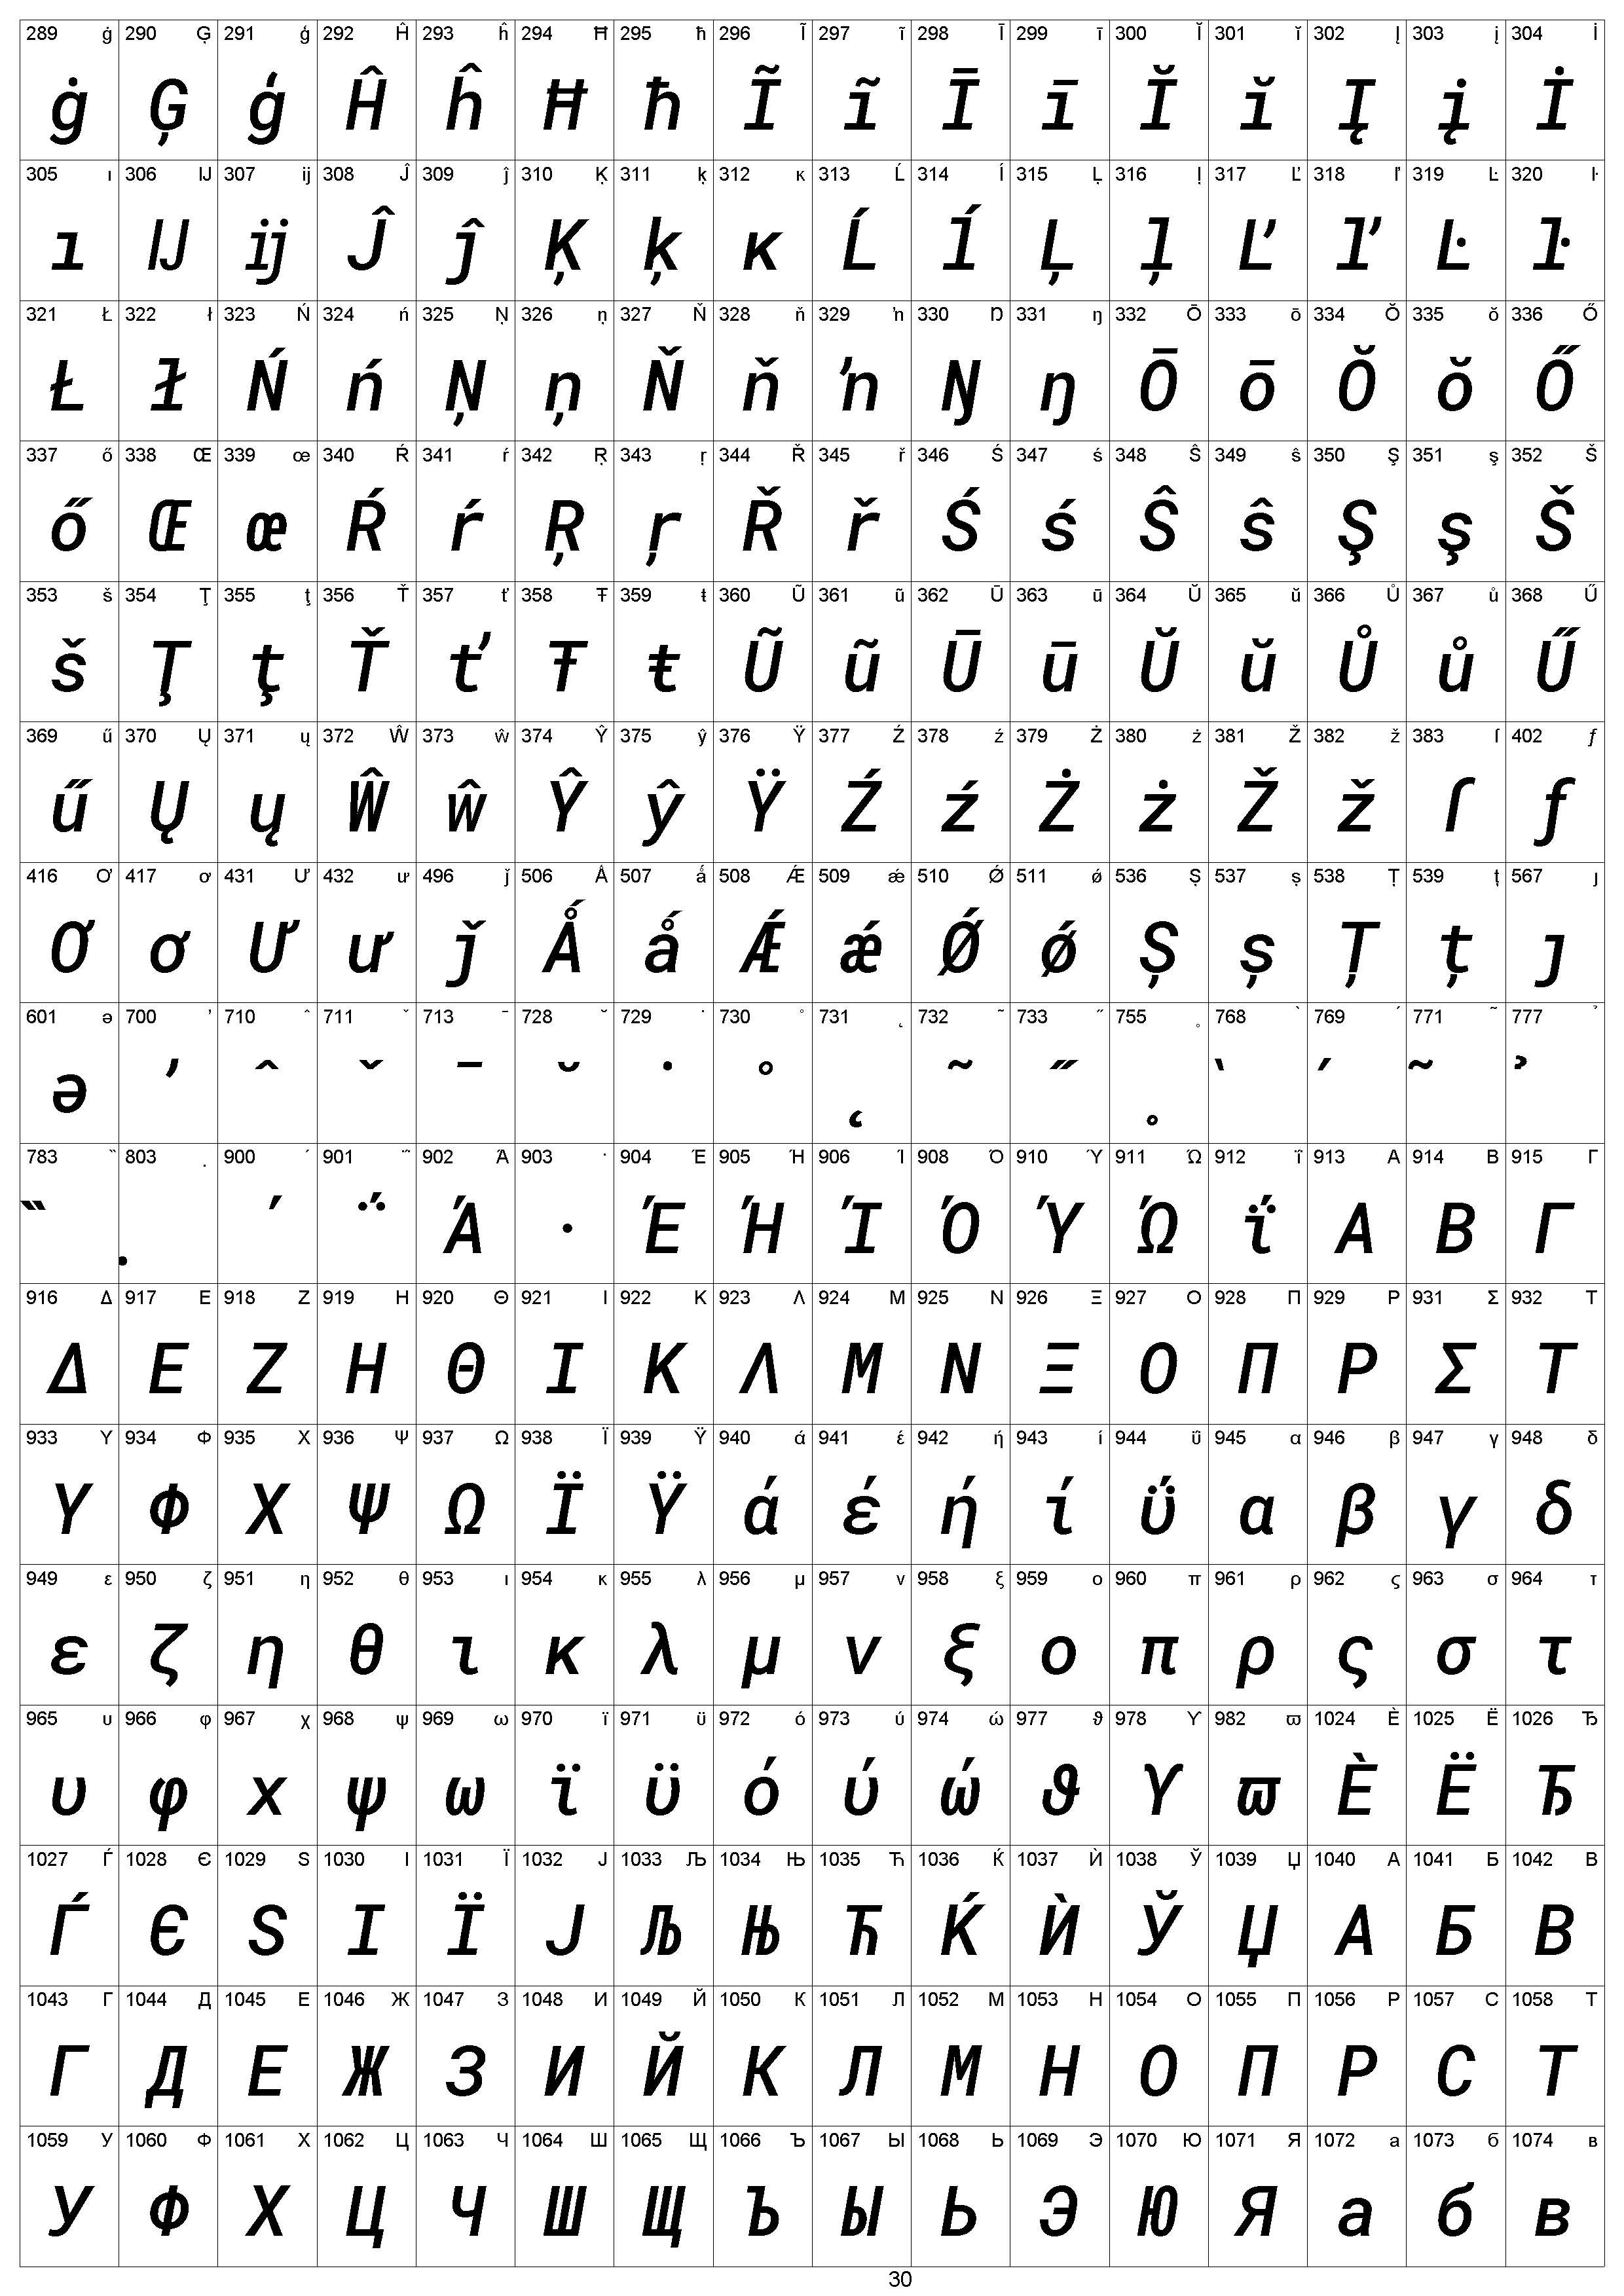 289 ġ 290 Ģ 291 ģ 292 Ĥ 293 ĥ 294 Ħ 295 ħ 296 Ĩ 297 ĩ 298 Ī 299 ī 300 Ĭ 301 ĭ 302 Į 303 į 304 İ
ġ Ģ ģ Ĥ ĥ Ħ ħ Ĩ ĩ Ī ī Ĭ ĭ Į į İ
305 ı 306 Ĳ 307 ĳ 308 Ĵ 309 ĵ 310 Ķ 311 ķ 312 ĸ 313 Ĺ 314 ĺ 315 Ļ 316 ļ 317 Ľ 318 ľ 319 Ŀ 320 ŀ
ı Ĳ ĳ Ĵ ĵ Ķ ķ ĸ Ĺ ĺ Ļ ļ Ľ ľ Ŀ ŀ
321 Ł 322 ł 323 Ń 324 ń 325 Ņ 326 ņ 327 Ň 328 ň 329 ŉ 330 Ŋ 331 ŋ 332 Ō 333 ō 334 Ŏ 335 ŏ 336 Ő
Ł ł Ń ń Ņ ņ Ň ň ŉ Ŋ ŋ Ō ō Ŏ ŏ Ő
337 ő 338 Œ 339 œ 340 Ŕ 341 ŕ 342 Ŗ 343 ŗ 344 Ř 345 ř 346 Ś 347 ś 348 Ŝ 349 ŝ 350 Ş 351 ş 352 Š
ő Œ œ Ŕ ŕ Ŗ ŗ Ř ř Ś ś Ŝ ŝ Ş ş Š
353 š 354 Ţ 355 ţ 356 Ť 357 ť 358 Ŧ 359 ŧ 360 Ũ 361 ũ 362 Ū 363 ū 364 Ŭ 365 ŭ 366 Ů 367 ů 368 Ű
š Ţ ţ Ť ť Ŧ ŧ Ũ ũ Ū ū Ŭ ŭ Ů ů Ű
369 ű 370 Ų 371 ų 372 Ŵ 373 ŵ 374 Ŷ 375 ŷ 376 Ÿ 377 Ź 378 ź 379 Ż 380 ż 381 Ž 382 ž 383 ſ 402 ƒ
ű Ų ų Ŵ ŵ Ŷ ŷ Ÿ Ź ź Ż ż Ž ž ſ ƒ
416 Ơ 417 ơ 431 Ư 432 ư 496 ǰ 506 Ǻ 507 ǻ 508 Ǽ 509 ǽ 510 Ǿ 511 ǿ 536 Ș 537 ș 538 Ț 539 ț 567 ȷ
Ơ ơ Ư ư ǰ Ǻ ǻ Ǽ ǽ Ǿ ǿ Ș ș Ț ț ȷ
601 ə 700 ʼ 710 ˆ 711 ˇ 713 ˉ 728 ˘ 729 ˙ 730 ˚ 731 ˛ 732 ˜ 733 ˝ 755 ˳ 768 ̀ 769 ́ 771 ̃ 777 ̉
ə ʼ ˆ ˇ ˉ ˘ ˙ ˚ ˛ ˜ ˝ ˳ ̀ ́ ̃ ̉
783 ̏ 803 ̣ 900 ΄ 901 ΅ 902 Ά 903 · 904 Έ 905 Ή 906 Ί 908 Ό 910 Ύ 911 Ώ 912 ΐ 913 Α 914 Β 915 Γ
̏ ̣ ΄ ΅ Ά · Έ Ή Ί Ό Ύ Ώ ΐ Α Β Γ
916 Δ 917 Ε 918 Ζ 919 Η 920 Θ 921 Ι 922 Κ 923 Λ 924 Μ 925 Ν 926 Ξ 927 Ο 928 Π 929 Ρ 931 Σ 932 Τ
Δ Ε Ζ Η Θ Ι Κ Λ Μ Ν Ξ Ο Π Ρ Σ Τ
933 Υ 934 Φ 935 Χ 936 Ψ 937 Ω 938 Ϊ 939 Ϋ 940 ά 941 έ 942 ή 943 ί 944 ΰ 945 α 946 β 947 γ 948 δ
Υ Φ Χ Ψ Ω Ϊ Ϋ ά έ ή ί ΰ α β γ δ
949 ε 950 ζ 951 η 952 θ 953 ι 954 κ 955 λ 956 μ 957 ν 958 ξ 959 ο 960 π 961 ρ 962 ς 963 σ 964 τ
ε ζ η θ ι κ λ μ ν ξ ο π ρ ς σ τ
965 υ 966 φ 967 χ 968 ψ 969 ω 970 ϊ 971 ϋ 972 ό 973 ύ 974 ώ 977 ϑ 978 ϒ 982 ϖ 1024 Ѐ 1025 Ё 1026 Ђ
υ φ χ ψ ω ϊ ϋ ό ύ ώ ϑ ϒ ϖ Ѐ Ё Ђ
1027 Ѓ 1028 Є 1029 Ѕ 1030 І 1031 Ї 1032 Ј 1033 Љ 1034 Њ 1035 Ћ 1036 Ќ 1037 Ѝ 1038 Ў 1039 Џ 1040 А 1041 Б 1042 В
Ѓ Є Ѕ І Ї Ј Љ Њ Ћ Ќ Ѝ Ў Џ А Б В
1043 Г 1044 Д 1045 Е 1046 Ж 1047 З 1048 И 1049 Й 1050 К 1051 Л 1052 М 1053 Н 1054 О 1055 П 1056 Р 1057 С 1058 Т
Г Д Е Ж З И Й К Л М Н О П Р С Т
1059 У 1060 Ф 1061 Х 1062 Ц 1063 Ч 1064 Ш 1065 Щ 1066 Ъ 1067 Ы 1068 Ь 1069 Э 1070 Ю 1071 Я 1072 а 1073 б 1074 в
У Ф Х Ц Ч Ш Щ Ъ Ы Ь Э Ю Я а б в
30